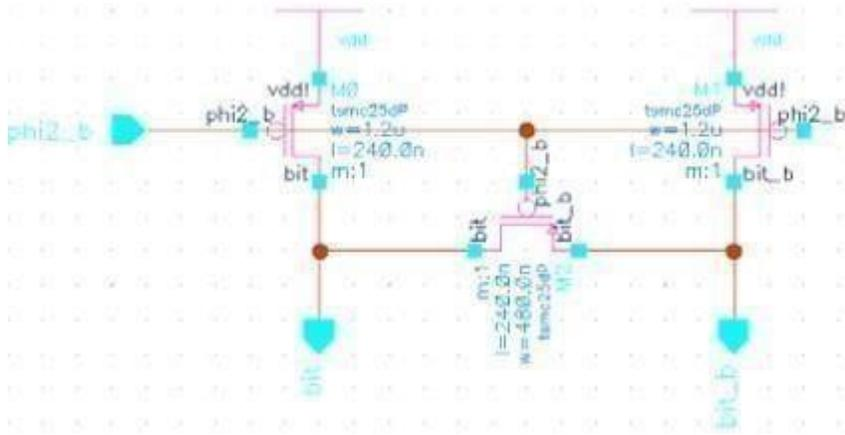 vdd
vdd
vdd!
M0
M1
vdd!
phi2_b
phi2_b
tsmc25dP
w=1.2u
l=240.0n
m:1
tsmc25dP
w=1.2u
l=240.0n
m:1
phi2_b
bit
phi2_b
bit_b
bit
bit_b
m:1
l=240.0n
w=480.0n
tsmc25dP
M2
bit
bit_b